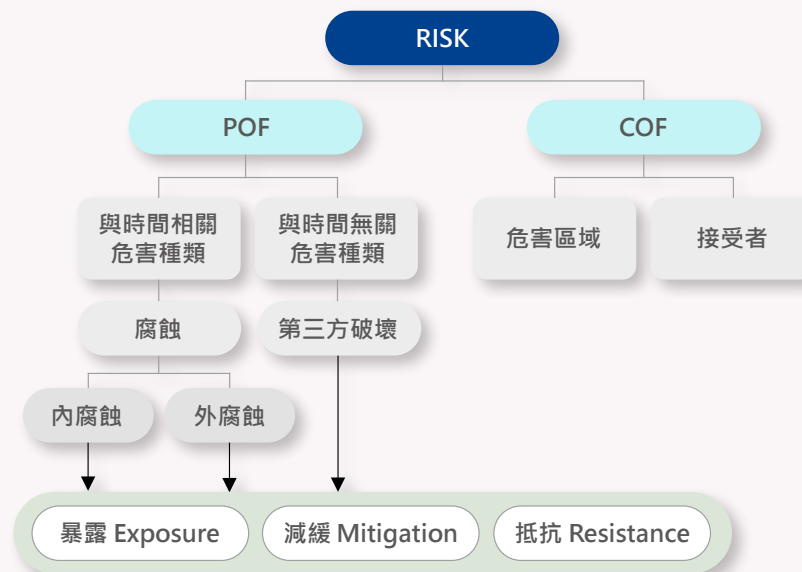 RISK
POF
COF
與時間相關
危害種類
與時間無關
危害種類
危害區域
接受者
腐蝕
第三方破壞
內腐蝕
外腐蝕
暴露 Exposure
減緩 Mitigation
抵抗 Resistance